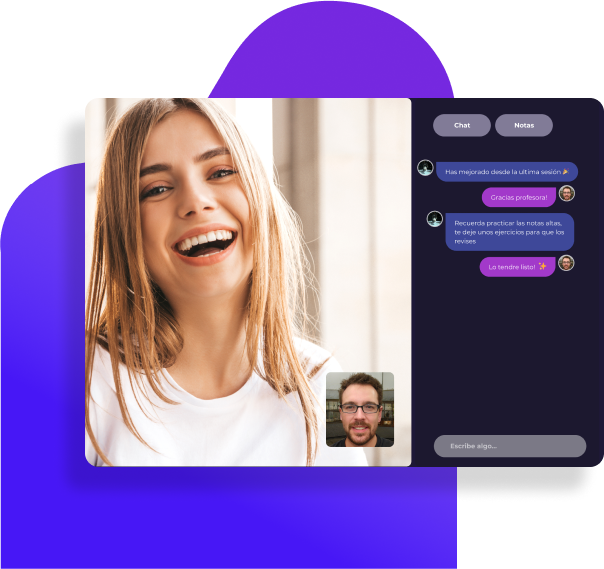 Chat
Notas
Has mejorado desde la ultima sesión 🎉
Gracias profesora!
Recuerda practicar las notas altas,
te deje unos ejercicios para que los
revises
Lo tendre listo! ✨
Escribe algo...